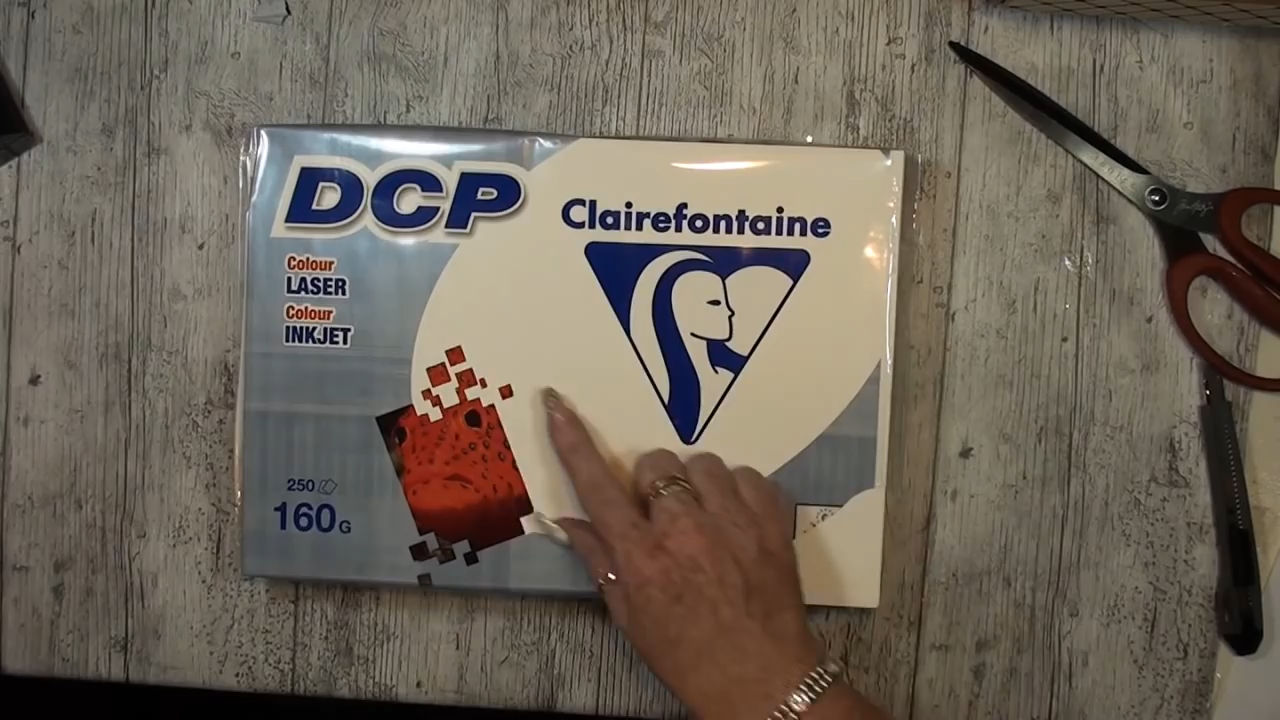 DCP
Clairefontaine
Colour
LASER
Colour
INKJET
250
160G